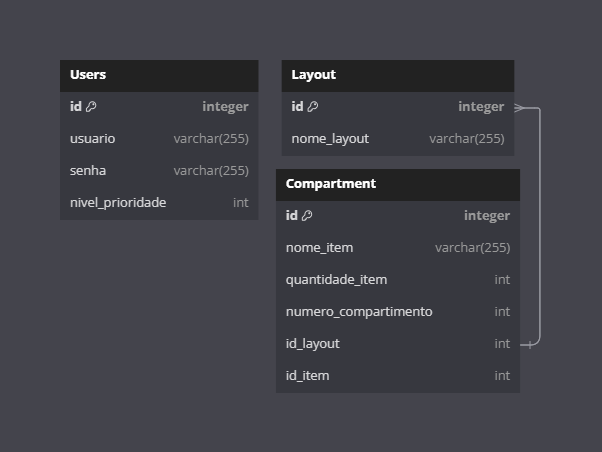 Users
id integer
usuario varchar(255)
senha varchar(255)
nivel_prioridade int
Layout
id integer
nome_layout varchar(255)
Compartment
id integer
nome_item varchar(255)
quantidade_item int
numero_compartimento int
id_layout int
id_item int